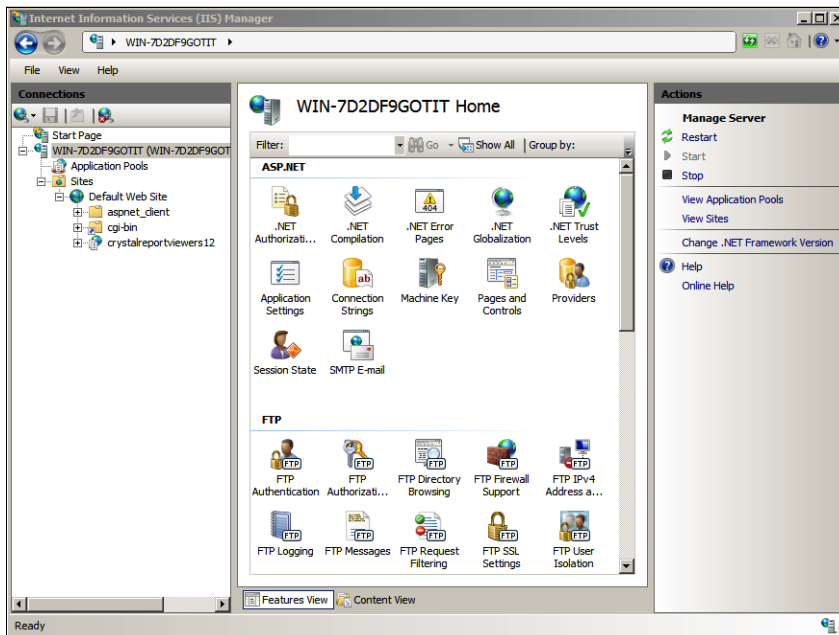 Internet Information Services (IIS) Manager
WIN-7D2DF9GOTIT
File View Help
Connections
Start Page
WIN-7D2DF9GOTIT (WIN-7D2DF9GOT
Application Pools
Sites
Default Web Site
aspnet_client
cgi-bin
crystalreportviewers12
WIN-7D2DF9GOTIT Home
Filter: Go Show All Group by:
ASP.NET
.NET Authorizati...
.NET Compilation
.NET Error Pages
404
.NET Globalization
.NET Trust Levels
Application Settings
ab
Connection Strings
Machine Key
Pages and Controls
Providers
Session State
SMTP E-mail
FTP
FTP
FTP Authentication
FTP
FTP Authorizati...
FTP
FTP Directory Browsing
FTP
FTP Firewall Support
FTP
FTP IPv4 Address a...
FTP
FTP Logging
FTP
FTP Messages
FTP
FTP Request Filtering
FTP
FTP SSL Settings
FTP
FTP User Isolation
Features View Content View
Actions
Manage Server
Restart
Start
Stop
View Application Pools
View Sites
Change .NET Framework Version
Help
Online Help
Ready